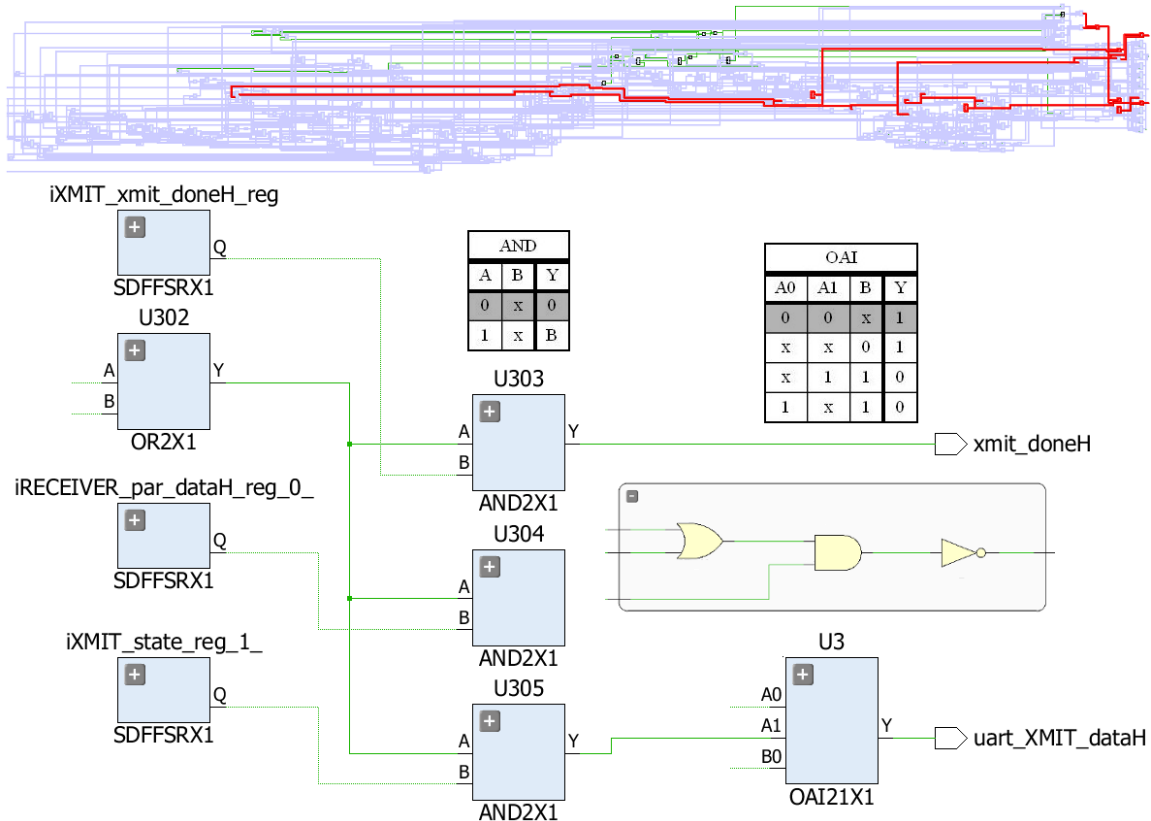 iXMIT_xmit_doneH_reg
Q
SDFFSRX1
U302
A
B
Y
OR2X1
AND
A B Y
0 x 0
1 x B
OAI
A0 A1 B Y
0 0 x 1
x x 0 1
x 1 1 0
1 x 1 0
U303
A
B
Y
AND2X1
xmit_doneH
iRECEIVER_par_dataH_reg_0_
Q
SDFFSRX1
U304
A
B
AND2X1
iXMIT_state_reg_1_
Q
SDFFSRX1
U305
A
B
Y
AND2X1
U3
A0
A1
B0
Y
OAI21X1
uart_XMIT_dataH